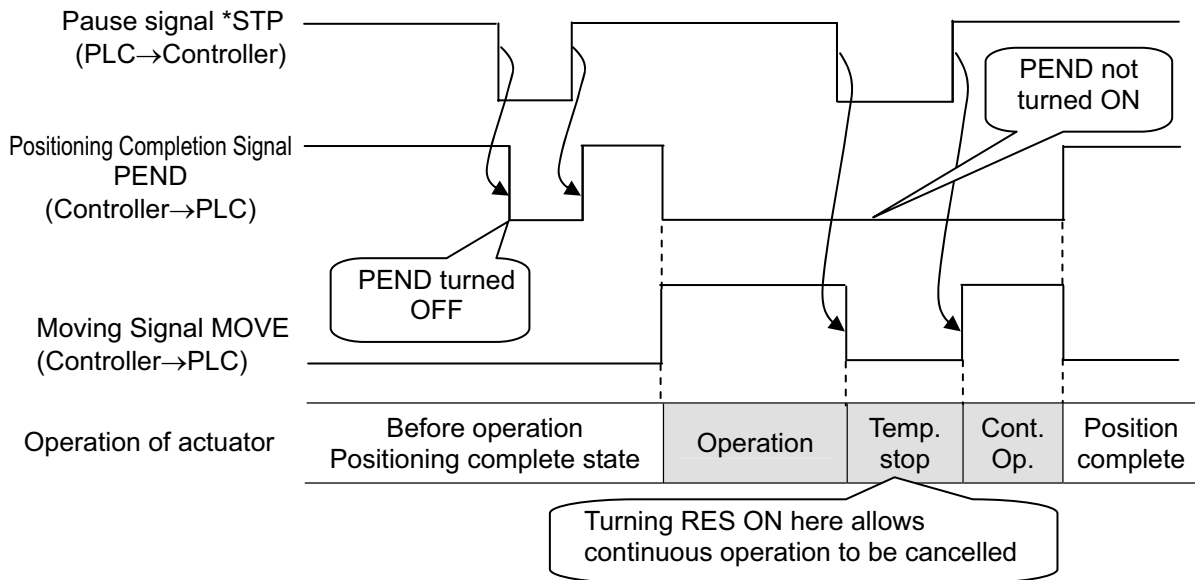 Pause signal *STP
(PLC→Controller)
PEND not
turned ON
Positioning Completion Signal
PEND
(Controller→PLC)
PEND turned
OFF
Moving Signal MOVE
(Controller→PLC)
Operation of actuator
Before operation
Positioning complete state
Operation
Temp.
stop
Cont.
Op.
Position
complete
Turning RES ON here allows
continuous operation to be cancelled